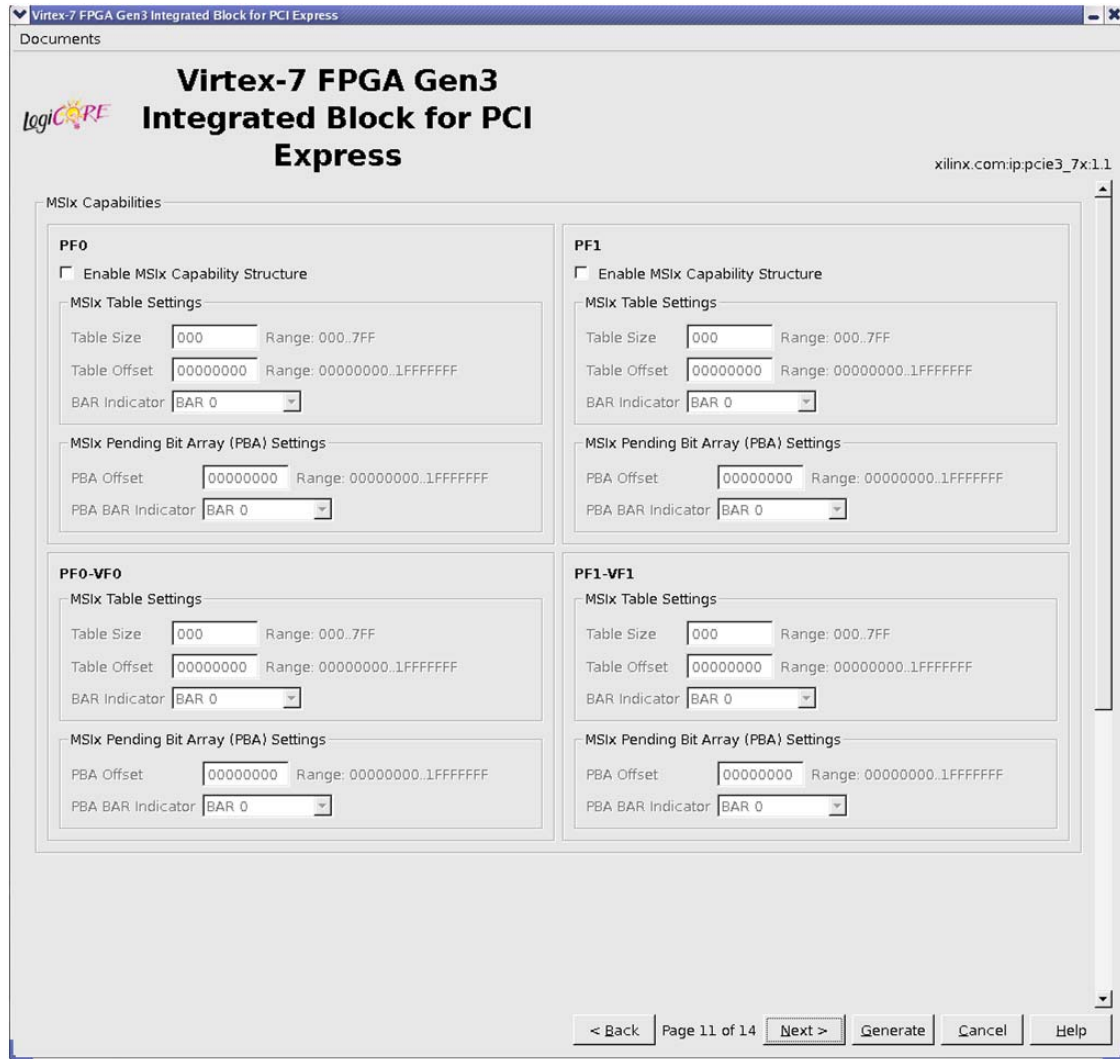 Virtex-7 FPGA Gen3 Integrated Block for PCI Express
Documents
LogiCORE
Virtex-7 FPGA Gen3
Integrated Block for PCI
Express
xilinx.com:ip:pcie3_7x:1.1
MSIx Capabilities
PF0
Enable MSIx Capability Structure
MSIx Table Settings
Table Size 000 Range: 000..7FF
Table Offset 00000000 Range: 00000000..1FFFFFFF
BAR Indicator BAR 0
MSIx Pending Bit Array (PBA) Settings
PBA Offset 00000000 Range: 00000000..1FFFFFFF
PBA BAR Indicator BAR 0
PF1
Enable MSIx Capability Structure
MSIx Table Settings
Table Size 000 Range: 000..7FF
Table Offset 00000000 Range: 00000000..1FFFFFFF
BAR Indicator BAR 0
MSIx Pending Bit Array (PBA) Settings
PBA Offset 00000000 Range: 00000000..1FFFFFFF
PBA BAR Indicator BAR 0
PF0-VF0
MSIx Table Settings
Table Size 000 Range: 000..7FF
Table Offset 00000000 Range: 00000000..1FFFFFFF
BAR Indicator BAR 0
MSIx Pending Bit Array (PBA) Settings
PBA Offset 00000000 Range: 00000000..1FFFFFFF
PBA BAR Indicator BAR 0
PF1-VF1
MSIx Table Settings
Table Size 000 Range: 000..7FF
Table Offset 00000000 Range: 00000000..1FFFFFFF
BAR Indicator BAR 0
MSIx Pending Bit Array (PBA) Settings
PBA Offset 00000000 Range: 00000000..1FFFFFFF
PBA BAR Indicator BAR 0
< Back Page 11 of 14 Next > Generate Cancel Help